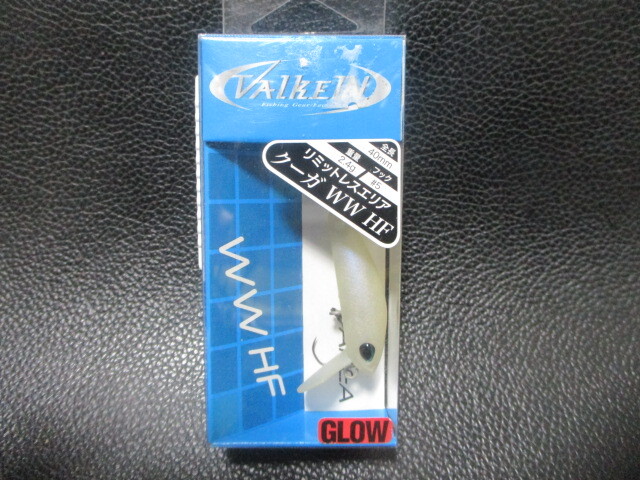 ValkeIN
Fishing Gear
全長 40mm
重量 2.4g
フック #5
リミットレスエリア
クーガ WW HF
WW HF
GLOW